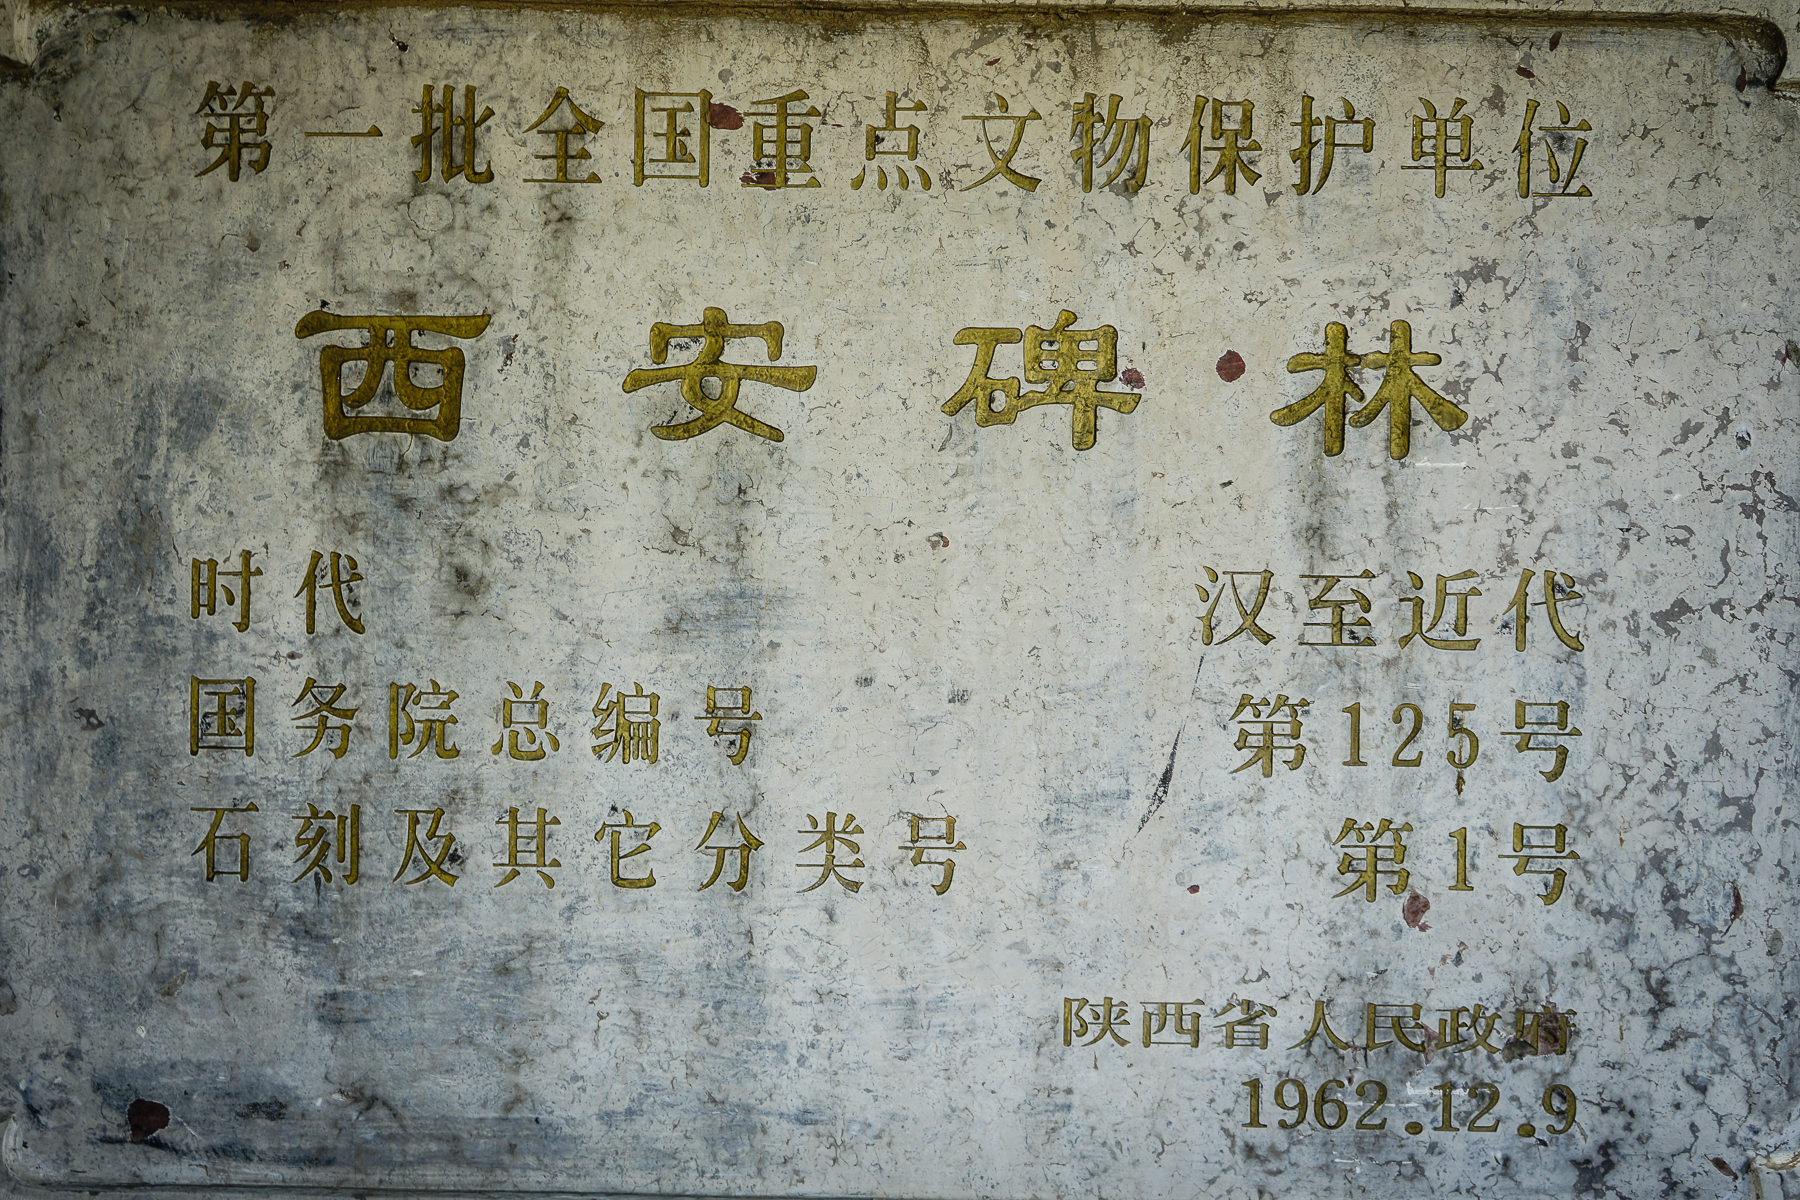 第一批全国重点文物保护单位
西安碑林
时代 汉至近代
国务院总编号 第125号
石刻及其它分类号 第1号
陕西省人民政府
1962.12.9